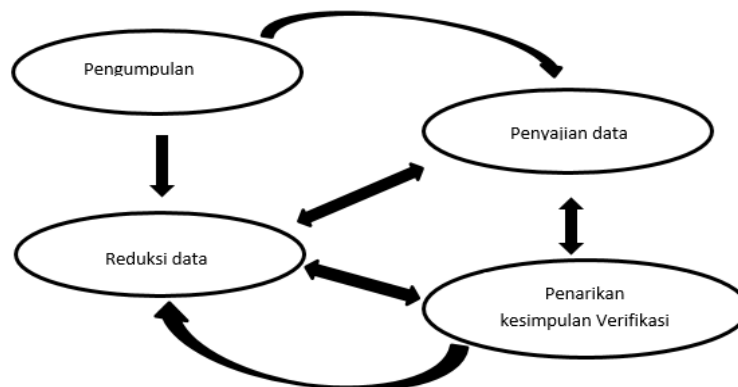 Pengumpulan
Penyajian data
Reduksi data
Penarikan
kesimpulan Verifikasi